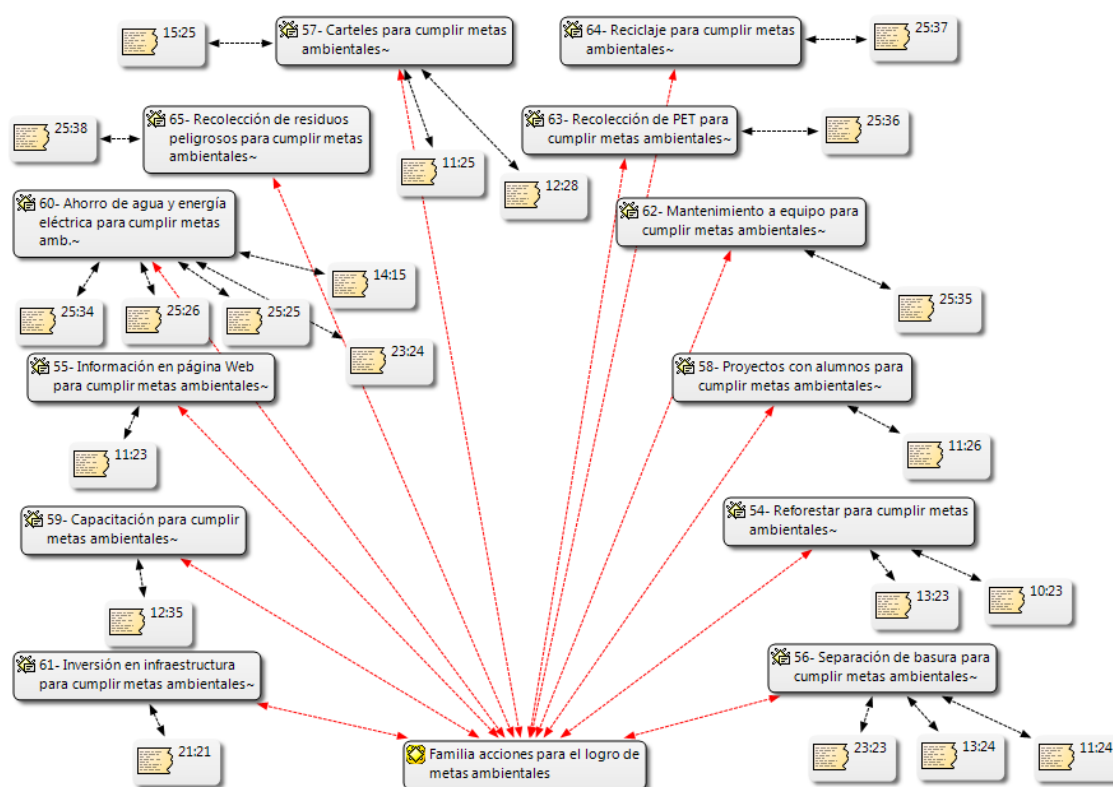 15:25
57- Carteles para cumplir metas
ambientales~
64- Reciclaje para cumplir metas
ambientales~
25:37
25:38
65- Recolección de residuos
peligrosos para cumplir metas
ambientales~
11:25
12:28
63- Recolección de PET para
cumplir metas ambientales~
25:36
60- Ahorro de agua y energía
eléctrica para cumplir metas
amb.~
14:15
25:34
25:26
25:25
23:24
62- Mantenimiento a equipo para
cumplir metas ambientales~
25:35
55- Información en página Web
para cumplir metas ambientales~
11:23
58- Proyectos con alumnos para
cumplir metas ambientales~
11:26
59- Capacitación para cumplir
metas ambientales~
12:35
54- Reforestar para cumplir metas
ambientales~
13:23
10:23
61- Inversión en infraestructura
para cumplir metas ambientales~
21:21
56- Separación de basura para
cumplir metas ambientales~
23:23
13:24
11:24
Familia acciones para el logro de
metas ambientales